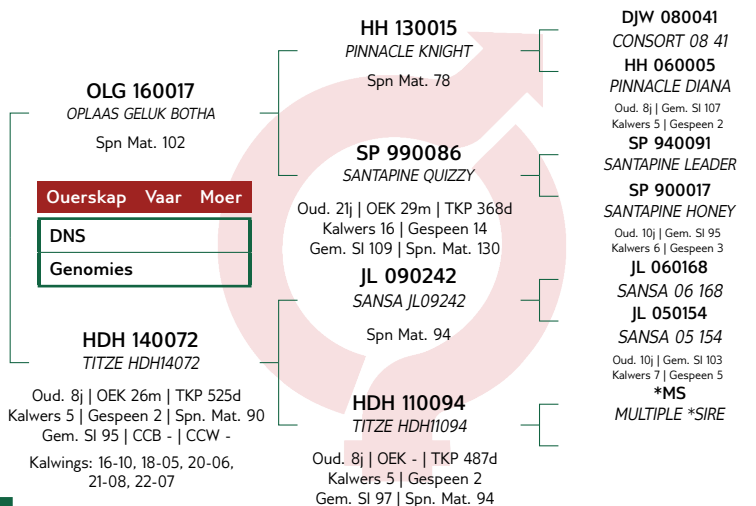 OLG 160017
OPLAAS GELUK BOTHA
Spn Mat. 102
Ouerskap Vaar Moer
DNS
Genomies
HDH 140072
TITZE HDH14072
Oud. 8j | OEK 26m | TKP 525d
Kalwers 5 | Gespeen 2 | Spn. Mat. 90
Gem. SI 95 | CCB - | CCW -
Kalwings: 16-10, 18-05, 20-06,
21-08, 22-07
HH 130015
PINNACLE KNIGHT
Spn Mat. 78
SP 990086
SANTAPINE QUIZZY
Oud. 21j | OEK 29m | TKP 368d
Kalwers 16 | Gespeen 14
Gem. SI 109 | Spn. Mat. 130
JL 090242
SANSA JL09242
Spn Mat. 94
HDH 110094
TITZE HDH11094
Oud. 8j | OEK - | TKP 487d
Kalwers 5 | Gespeen 2
Gem. SI 97 | Spn. Mat. 94
DJW 080041
CONSORT 08 41
HH 060005
PINNACLE DIANA
Oud. 8j | Gem. SI 107
Kalwers 5 | Gespeen 2
SP 940091
SANTAPINE LEADER
SP 900017
SANTAPINE HONEY
Oud. 10j | Gem. SI 95
Kalwers 6 | Gespeen 3
JL 060168
SANSA 06 168
JL 050154
SANSA 05 154
Oud. 10j | Gem. SI 103
Kalwers 7 | Gespeen 5
*MS
MULTIPLE *SIRE